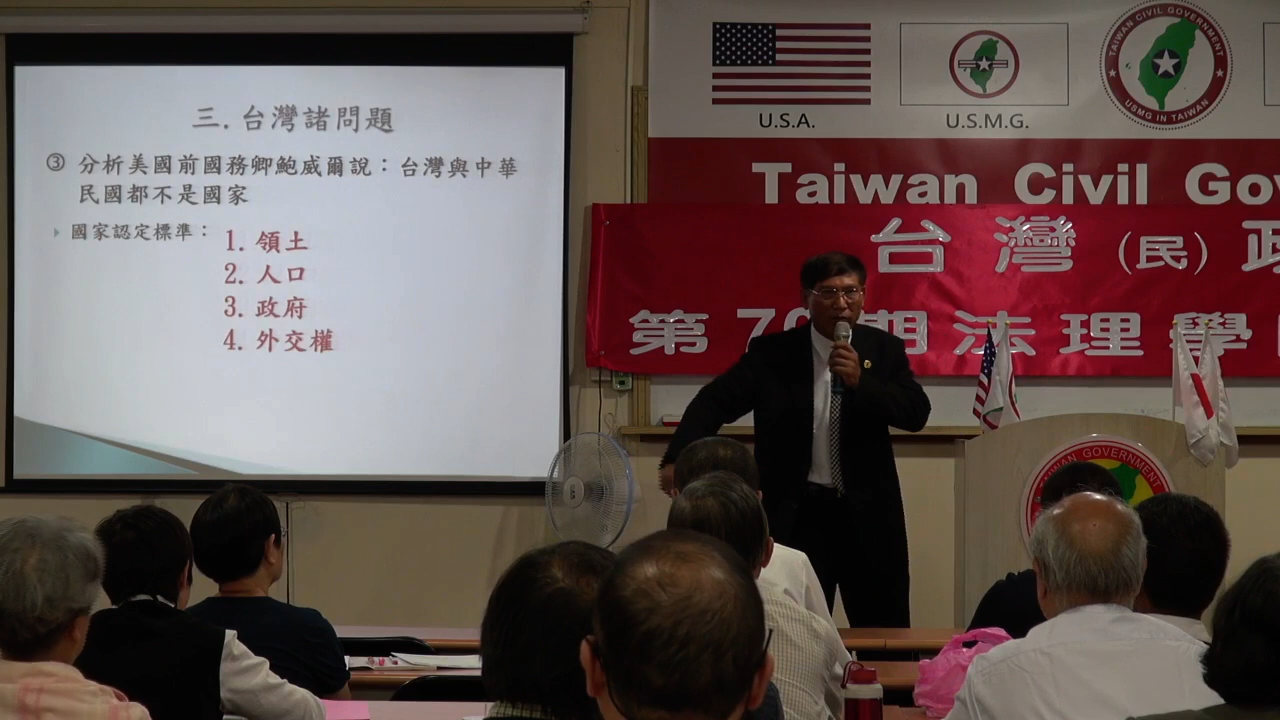 三. 台灣諸問題
③ 分析美國前國務卿鮑威爾說：台灣與中華
民國都不是國家
國家認定標準：
1. 領土
2. 人口
3. 政府
4. 外交權
U.S.A.
U.S.M.G.
TAIWAN CIVIL GOVERNMENT
USMG IN TAIWAN
Taiwan Civil Go
台灣（民）政
第7 期法理學
TAIWAN GOVERNMENT